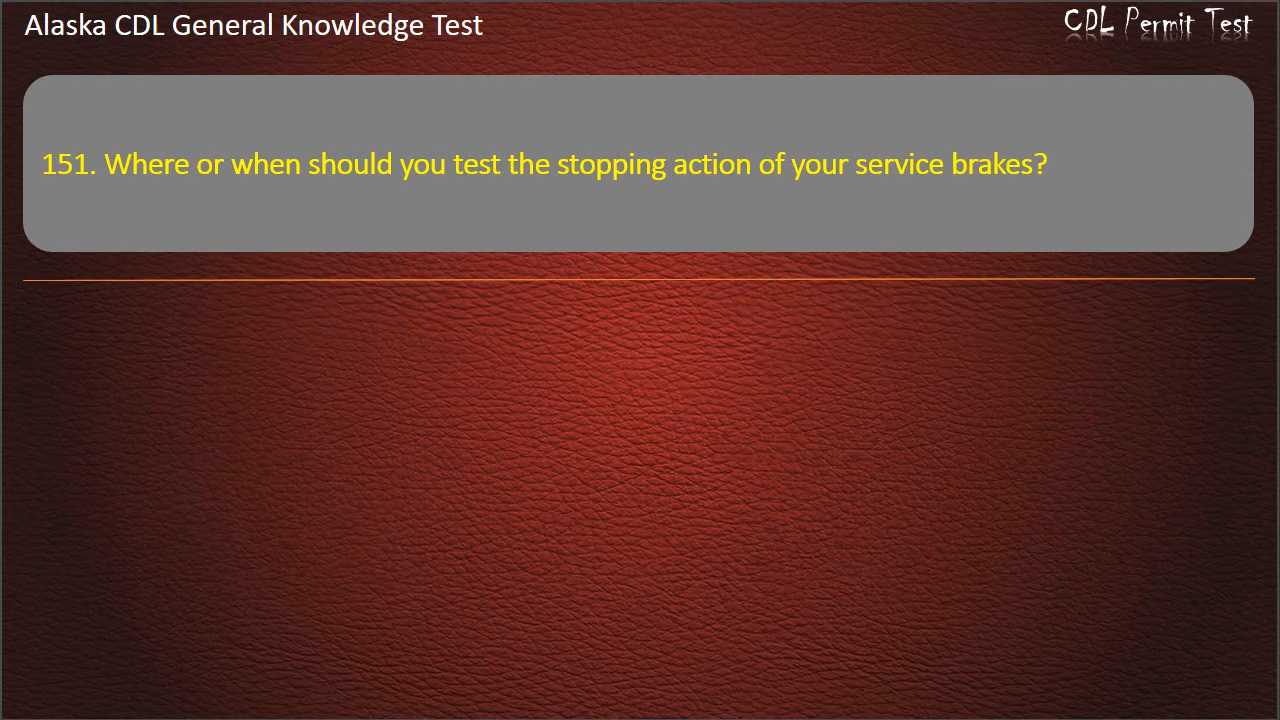 Alaska CDL General Knowledge Test
CDL Permit Test
151. Where or when should you test the stopping action of your service brakes?